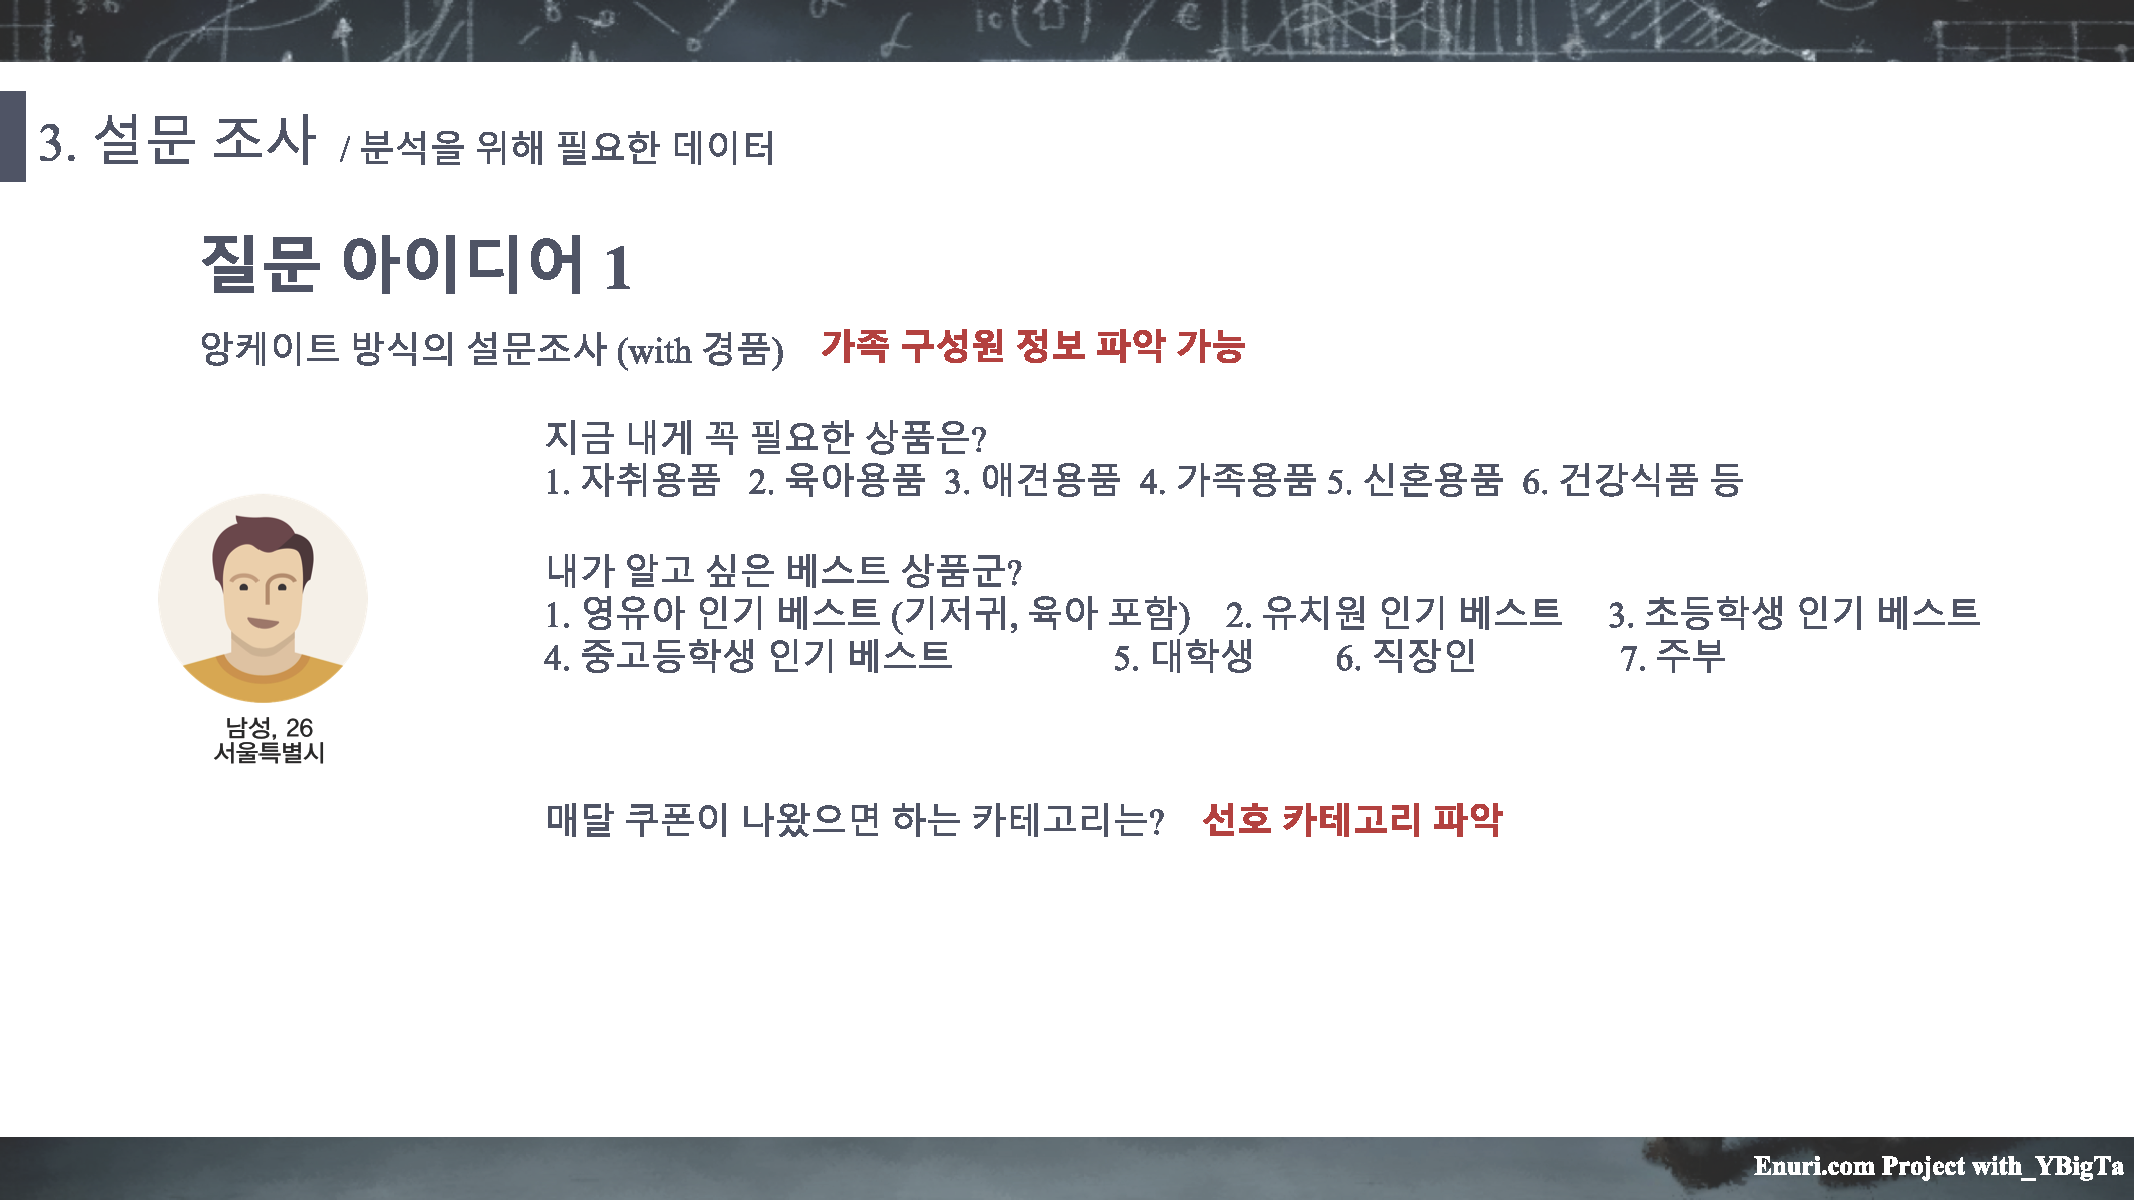 3. 설문 조사 / 분석을 위해 필요한 데이터
질문 아이디어 1
앙케이트 방식의 설문조사 (with 경품) 가족 구성원 정보 파악 가능
지금 내게 꼭 필요한 상품은?
1. 자취용품 2. 육아용품 3. 애견용품 4. 가족용품 5. 신혼용품 6. 건강식품 등
내가 알고 싶은 베스트 상품군?
1. 영유아 인기 베스트 (기저귀, 육아 포함) 2. 유치원 인기 베스트 3. 초등학생 인기 베스트
4. 중고등학생 인기 베스트 5. 대학생 6. 직장인 7. 주부
남성, 26
서울특별시
매달 쿠폰이 나왔으면 하는 카테고리는? 선호 카테고리 파악
Enuri.com Project with_YBigTa